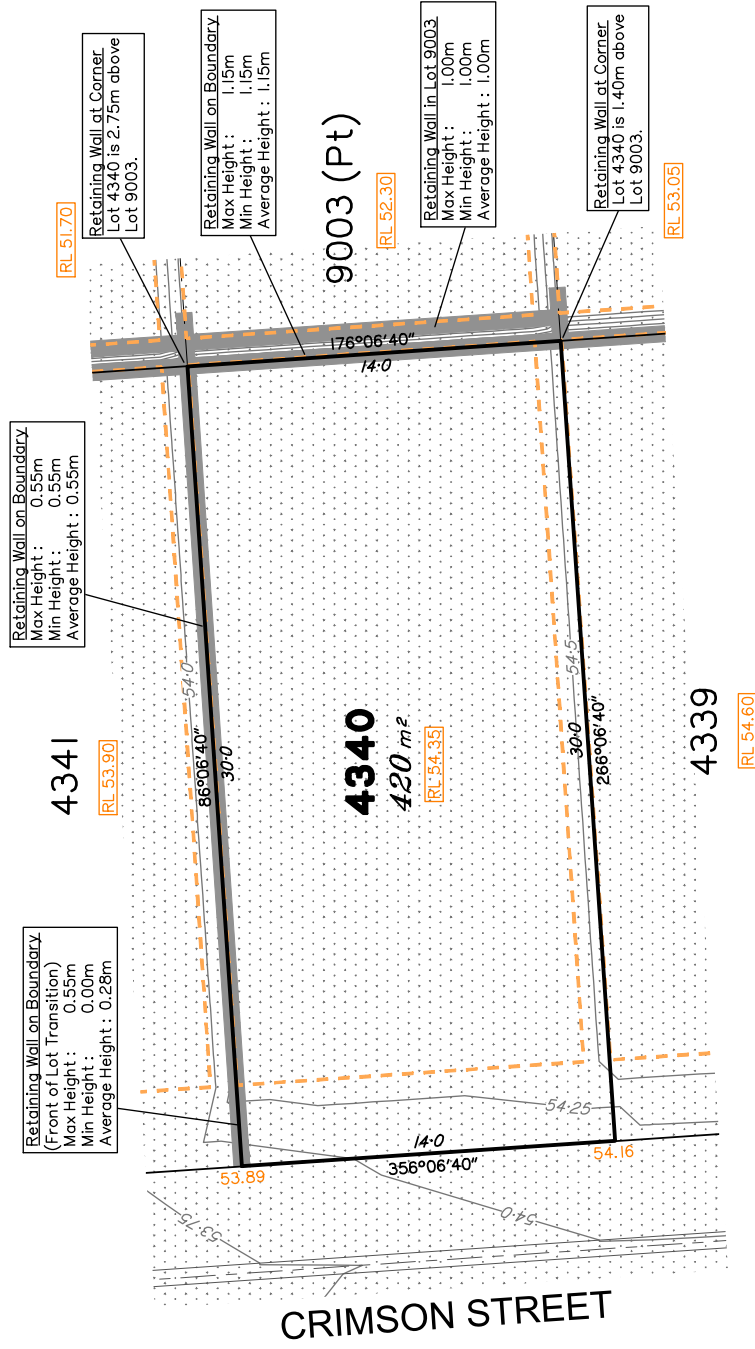 Retaining Wall at Corner
Lot 4340 is 2.75m above
Lot 9003.
RL 51.70
Retaining Wall on Boundary
Max Height : 1.15m
Min Height : 1.15m
Average Height : 1.15m
9003 (Pt)
RL 52.30
Retaining Wall in Lot 9003
Max Height : 1.00m
Min Height : 1.00m
Average Height : 1.00m
Retaining Wall at Corner
Lot 4340 is 1.40m above
Lot 9003.
RL 53.05
176°06'40"
14·0
Retaining Wall on Boundary
Max Height : 0.55m
Min Height : 0.55m
Average Height : 0.55m
54·0
4341
RL 53.90
86°06'40"
30·0
4340
420 m²
RL 54.35
54·5
30·0
266°06'40"
4339
RL 54.60
Retaining Wall on Boundary
(Front of Lot Transition)
Max Height : 0.55m
Min Height : 0.00m
Average Height : 0.28m
54·25
14·0
356°06'40"
53.89
54.16
53·75
54·0
CRIMSON STREET